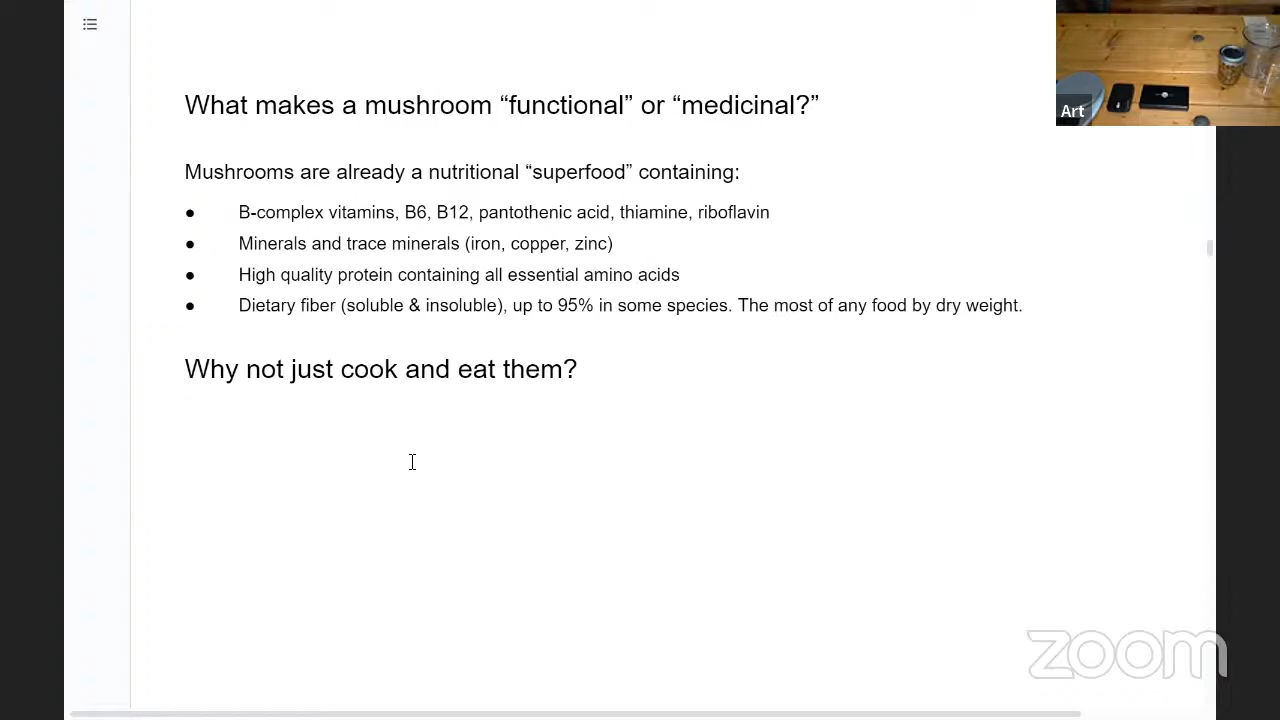 What makes a mushroom “functional” or “medicinal?”
Art
Mushrooms are already a nutritional “superfood” containing:
● B-complex vitamins, B6, B12, pantothenic acid, thiamine, riboflavin
● Minerals and trace minerals (iron, copper, zinc)
● High quality protein containing all essential amino acids
● Dietary fiber (soluble & insoluble), up to 95% in some species. The most of any food by dry weight.
Why not just cook and eat them?
zoom